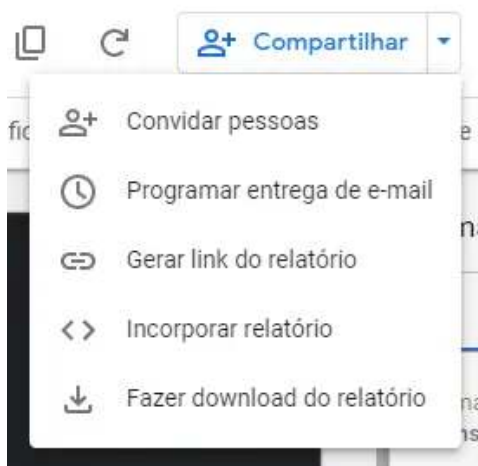 Compartilhar
Convidar pessoas
Programar entrega de e-mail
Gerar link do relatório
Incorporar relatório
Fazer download do relatório